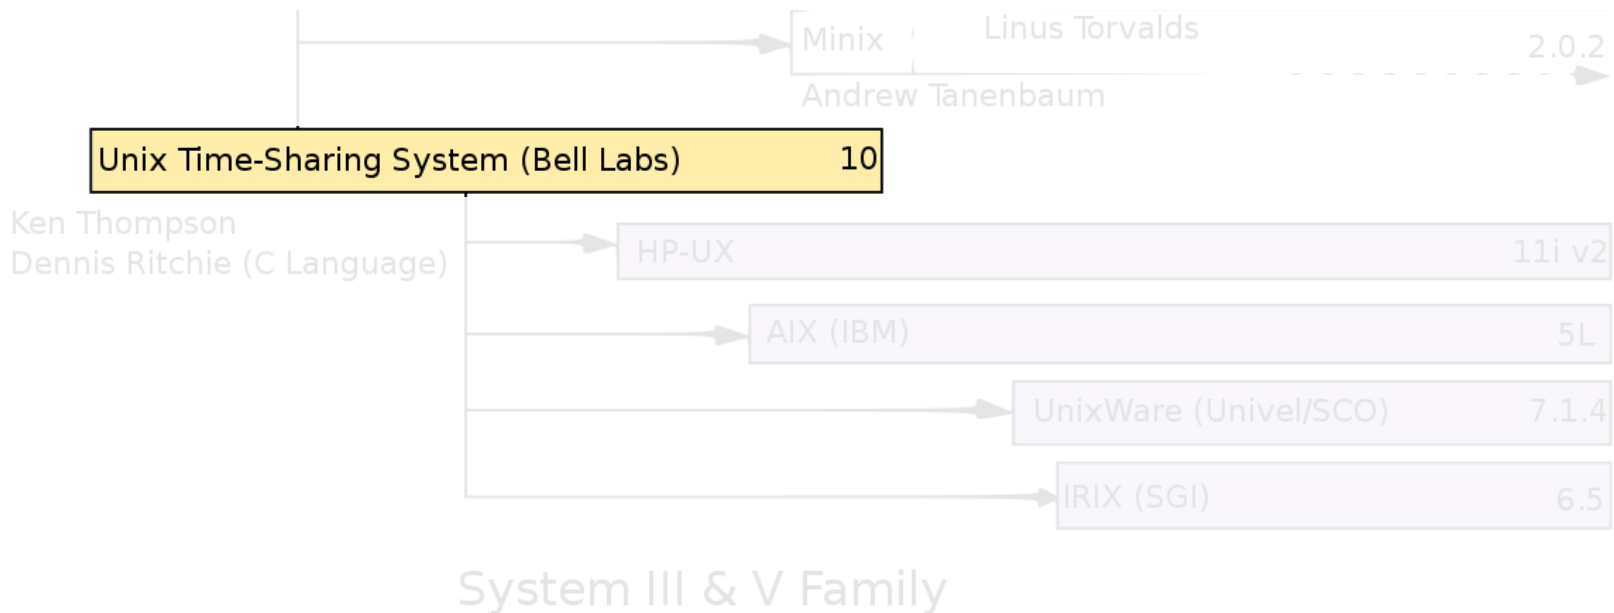 Linus Torvalds
Minix
2.0.2
Andrew Tanenbaum
Unix Time-Sharing System (Bell Labs) 10
Ken Thompson
Dennis Ritchie (C Language)
HP-UX 11i v2
AIX (IBM) 5L
UnixWare (Univel/SCO) 7.1.4
IRIX (SGI) 6.5
System III & V Family